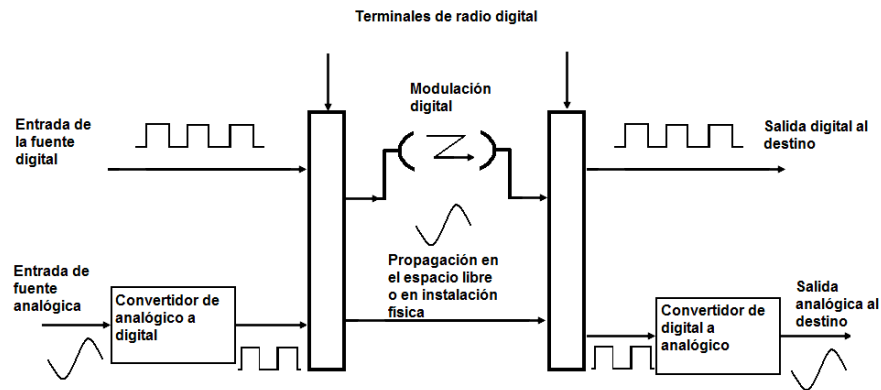 Terminales de radio digital
Modulación
digital
Entrada de
la fuente
digital
Salida digital al
destino
Propagación en
el espacio libre
o en instalación
física
Entrada de
fuente
analógica
Convertidor de
analógico a
digital
Convertidor de
digital a
analógico
Salida
analógica al
destino